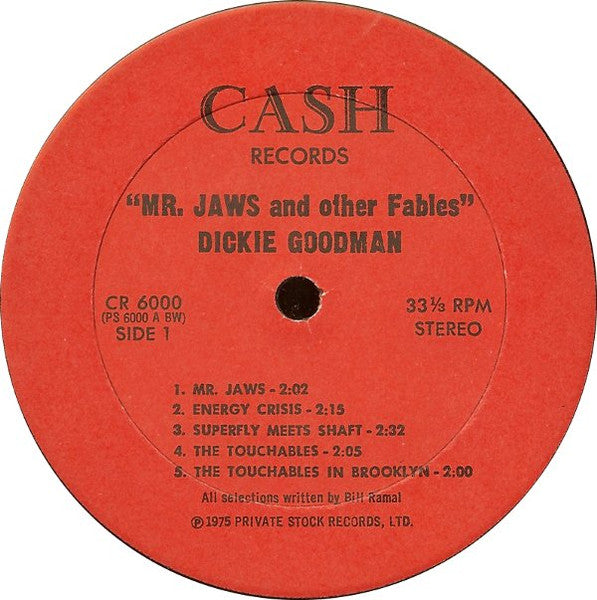 CASH
RECORDS
"MR. JAWS and other Fables"
DICKIE GOODMAN
CR 6000
(PS 6000 A BW)
SIDE 1
33⅓ RPM
STEREO
1. MR. JAWS - 2:02
2. ENERGY CRISIS - 2:15
3. SUPERFLY MEETS SHAFT - 2:32
4. THE TOUCHABLES - 2:05
5. THE TOUCHABLES IN BROOKLYN - 2:00
All selections written by Bill Ramal
℗ 1975 PRIVATE STOCK RECORDS, LTD.